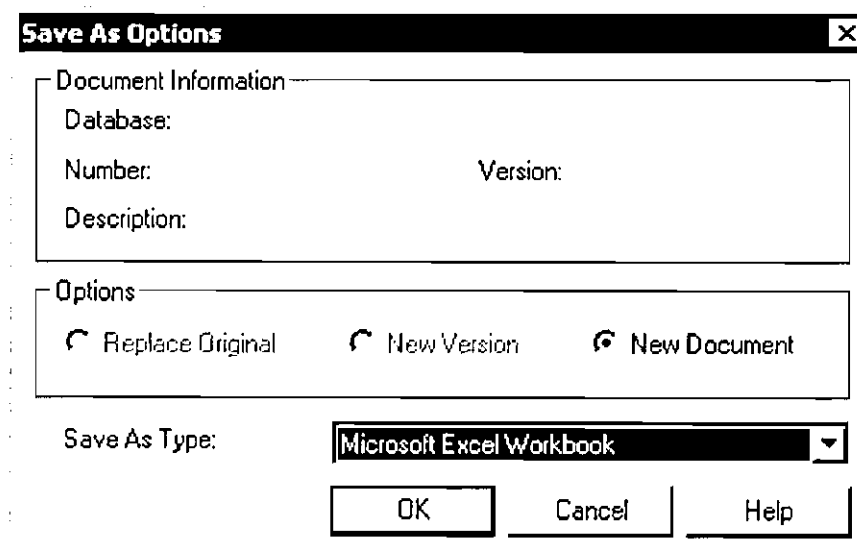 Save As Options
Document Information
Database:
Number: Version:
Description:
Options
Replace Original New Version New Document
Save As Type: Microsoft Excel Workbook
OK Cancel Help